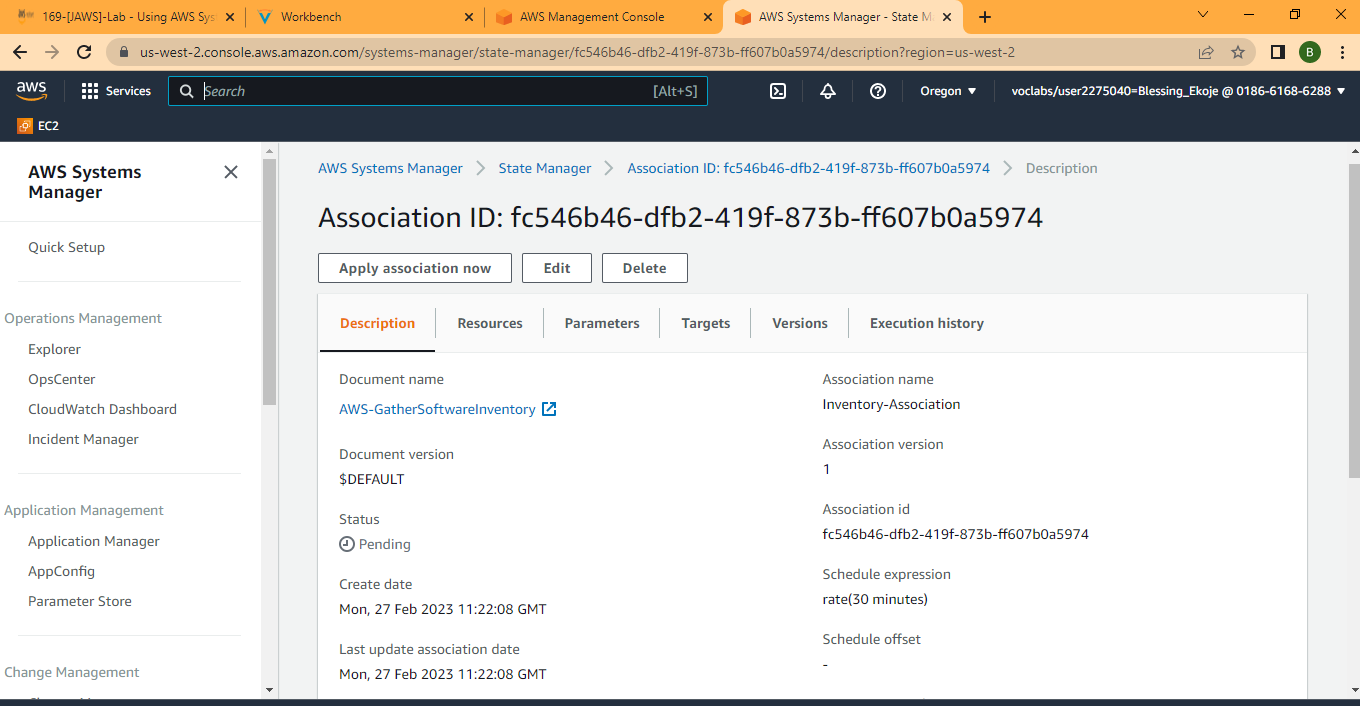 169-[JAWS]-Lab - Using AWS Sys
Workbench
AWS Management Console
AWS Systems Manager - State M
us-west-2.console.aws.amazon.com/systems-manager/state-manager/fc546b46-dfb2-419f-873b-ff607b0a5974/description?region=us-west-2
B
aws
Services
Search
[Alt+S]
Oregon
voclabs/user2275040=Blessing_Ekoje @ 0186-6168-6288
EC2
AWS Systems
Manager
Quick Setup
Operations Management
Explorer
OpsCenter
CloudWatch Dashboard
Incident Manager
Application Management
Application Manager
AppConfig
Parameter Store
Change Management
AWS Systems Manager
State Manager
Association ID: fc546b46-dfb2-419f-873b-ff607b0a5974
Description
Association ID: fc546b46-dfb2-419f-873b-ff607b0a5974
Apply association now
Edit
Delete
Description
Resources
Parameters
Targets
Versions
Execution history
Document name
AWS-GatherSoftwareInventory
Document version
$DEFAULT
Status
Pending
Create date
Mon, 27 Feb 2023 11:22:08 GMT
Last update association date
Mon, 27 Feb 2023 11:22:08 GMT
Association name
Inventory-Association
Association version
1
Association id
fc546b46-dfb2-419f-873b-ff607b0a5974
Schedule expression
rate(30 minutes)
Schedule offset
-